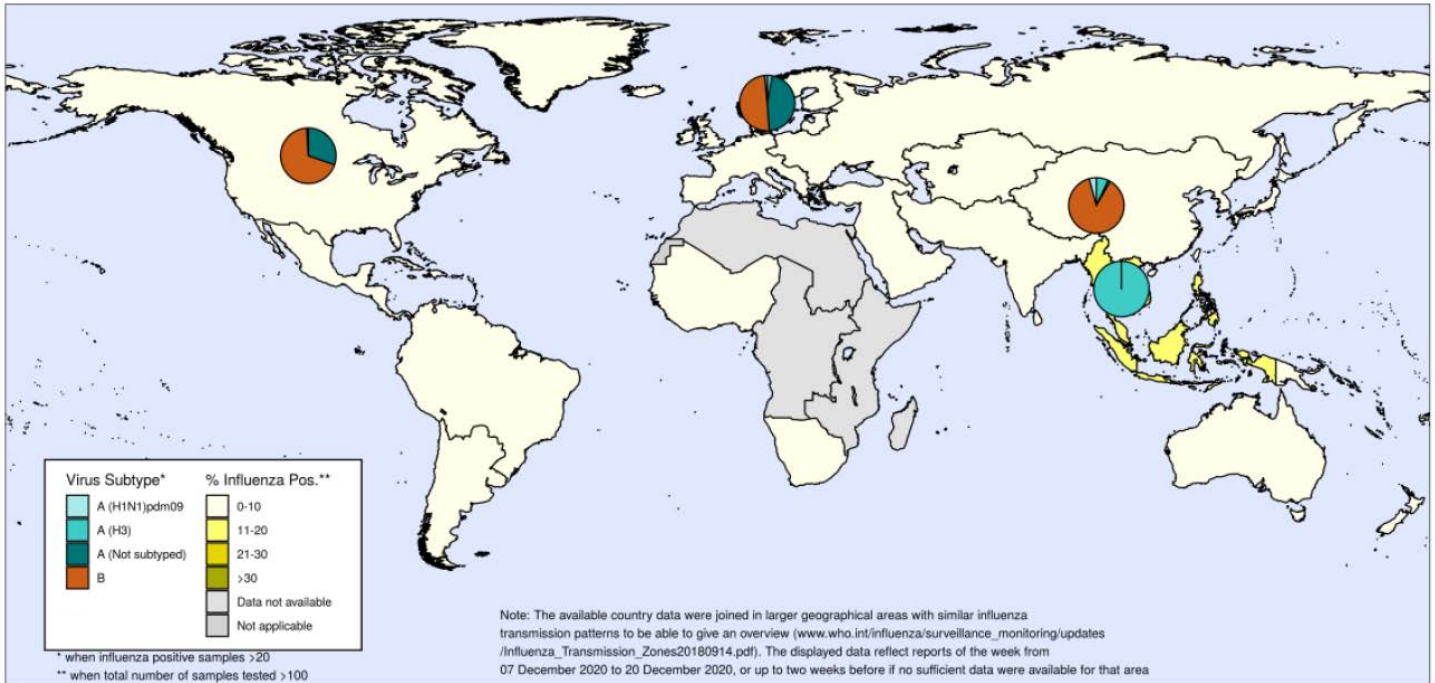 Virus Subtype*
A (H1N1)pdm09
A (H3)
A (Not subtyped)
B
% Influenza Pos.**
0-10
11-20
21-30
>30
Data not available
Not applicable
* when influenza positive samples >20
** when total number of samples tested >100
Note: The available country data were joined in larger geographical areas with similar influenza
transmission patterns to be able to give an overview (www.who.int/influenza/surveillance_monitoring/updates
/Influenza_Transmission_Zones20180914.pdf). The displayed data reflect reports of the week from
07 December 2020 to 20 December 2020, or up to two weeks before if no sufficient data were available for that area